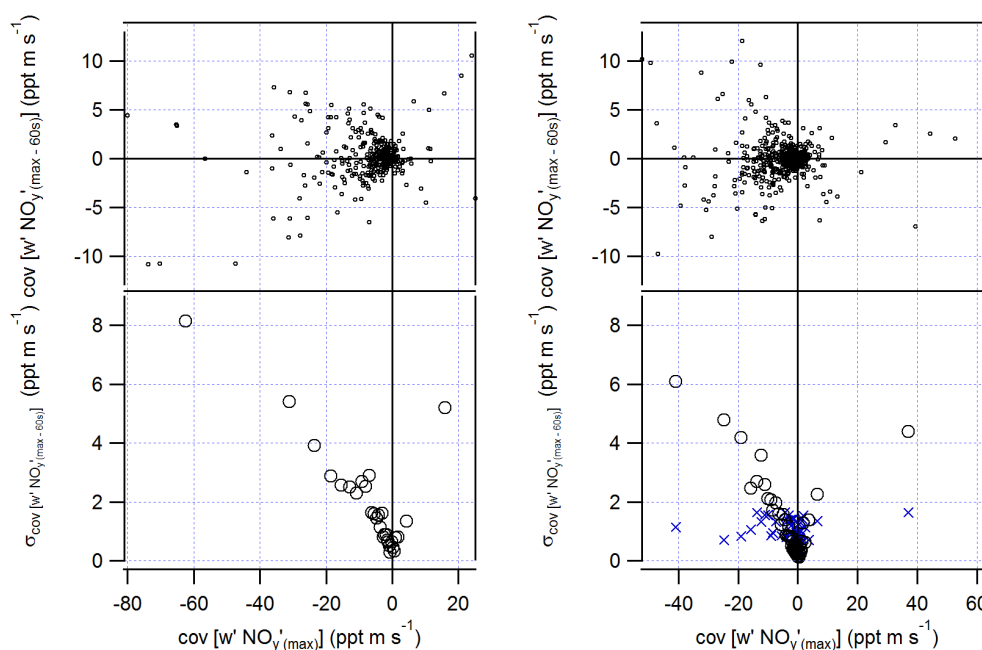 cov [w' NOy'(max - 60s)] (ppt m s-1)
10
5
0
-5
-10
cov [w' NOy'(max - 60s)] (ppt m s-1)
10
5
0
-5
-10
σcov [w' NOy'(max - 60s)] (ppt m s-1)
8
6
4
2
0
-80 -60 -40 -20 0 20
cov [w' NOy'(max)] (ppt m s-1)
σcov [w' NOy'(max - 60s)] (ppt m s-1)
8
6
4
2
0
-40 -20 0 20 40 60
cov [w' NOy'(max)] (ppt m s-1)